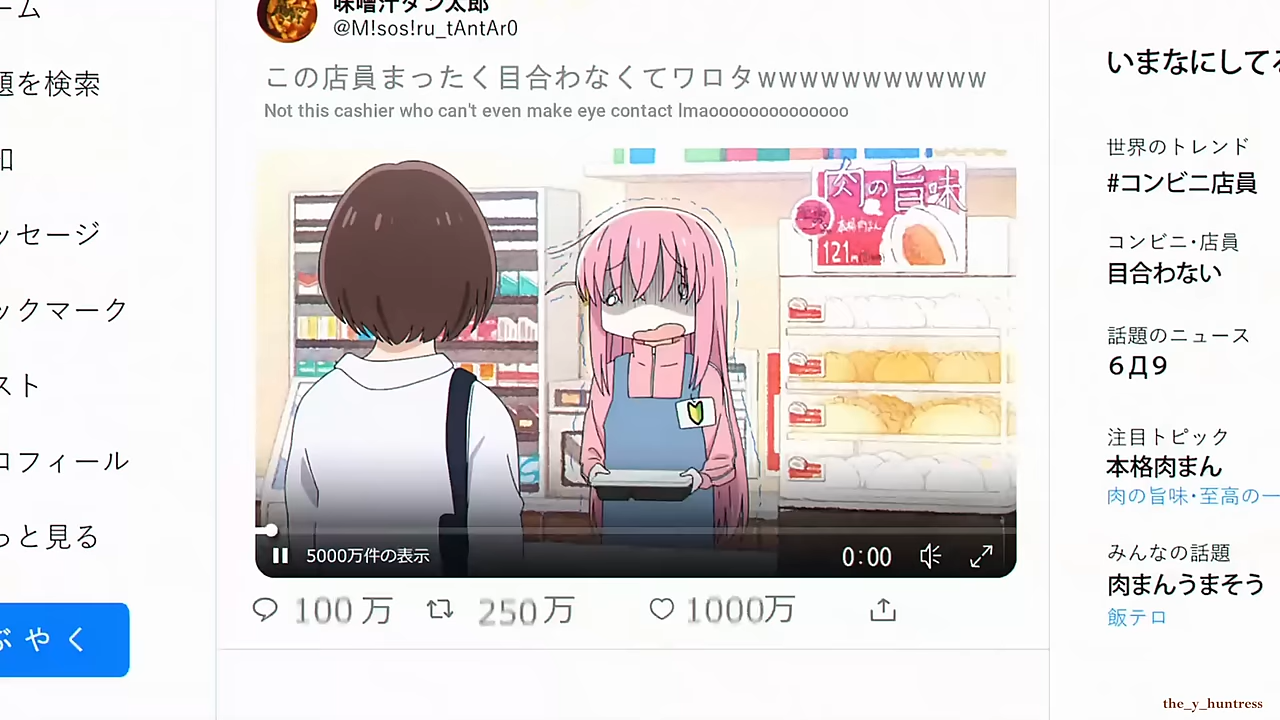 ーム
題を検索
知
ッセージ
ックマーク
スト
ロフィール
っと見る
ぶやく
味噌汁タン太郎
@M!sos!ru_tAntAr0
この店員まったく目合わなくてワロタwwwwwwwwwww
Not this cashier who can't even make eye contact lmaoooooooooooooo
肉の旨味
本格肉まん
121
5000万件の表示
0:00
100万
250万
1000万
いまなにしてる
世界のトレンド
#コンビニ店員
コンビニ・店員
目合わない
話題のニュース
6Д9
注目トピック
本格肉まん
肉の旨味・至高の一
みんなの話題
肉まんうまそう
飯テロ
the_y_huntress